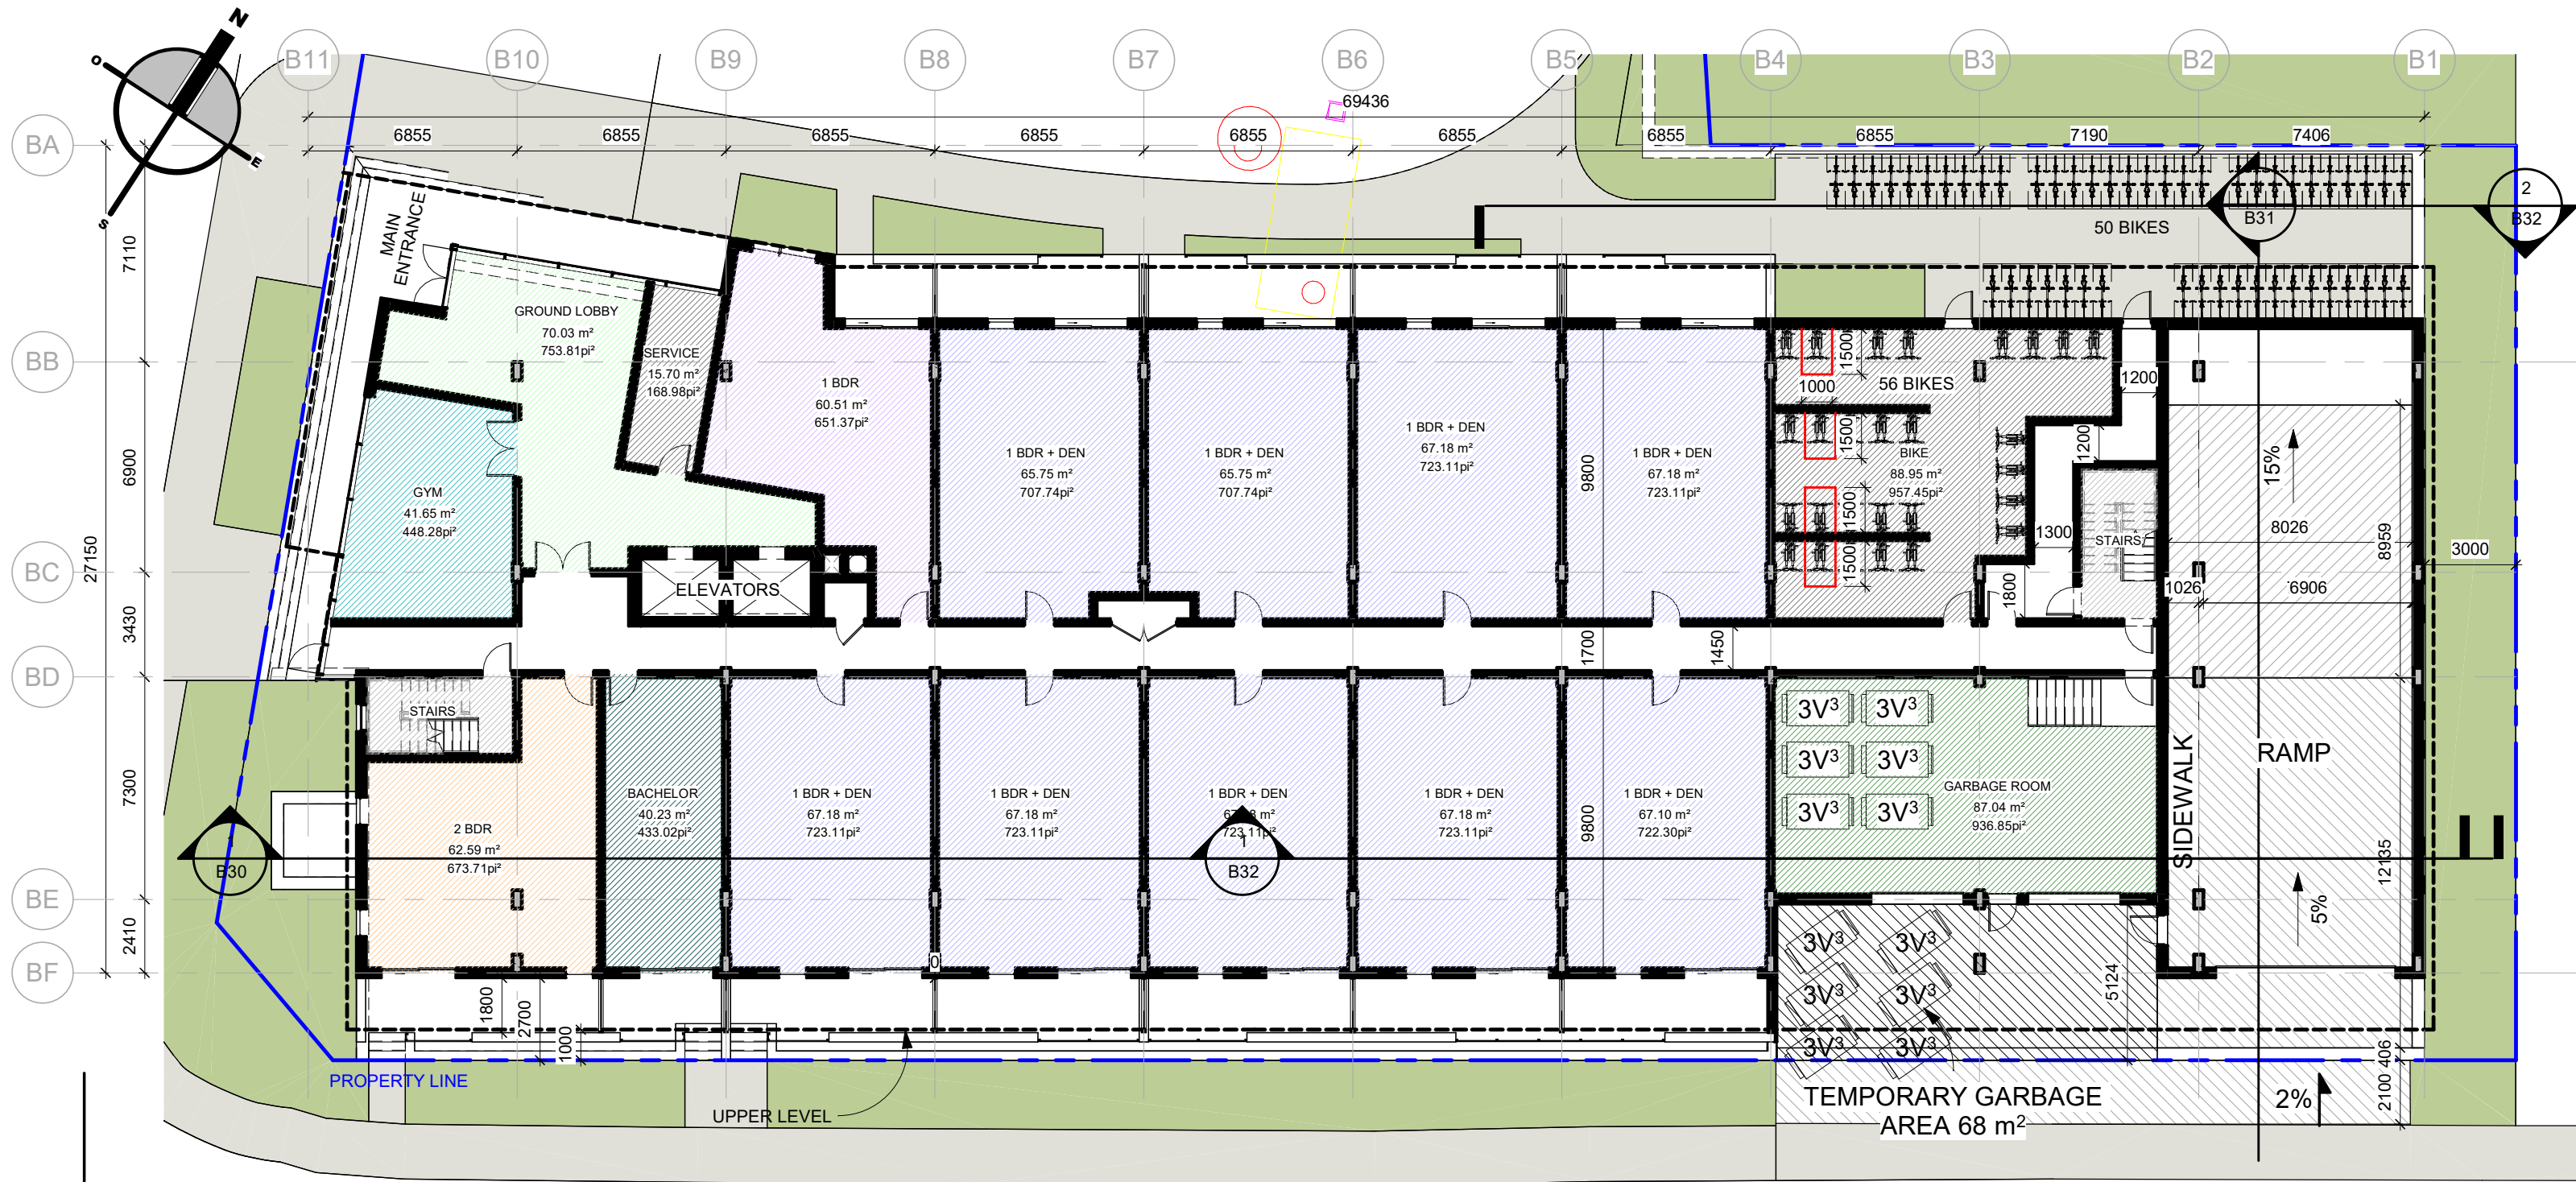 N
O
E
S
B11
B10
B9
B8
B7
B6
B5
B4
B3
B2
B1
69436
6855
6855
6855
6855
6855
6855
6855
6855
7190
7406
BA
BB
BC
BD
BE
BF
7110
6900
3430
7300
2410
27150
MAIN
ENTRANCE
50 BIKES
B31
2
B32
GROUND LOBBY
70.03 m²
753.81pi²
SERVICE
15.70 m²
168.98pi²
1 BDR
60.51 m²
651.37pi²
1 BDR + DEN
65.75 m²
707.74pi²
1 BDR + DEN
65.75 m²
707.74pi²
1 BDR + DEN
67.18 m²
723.11pi²
1 BDR + DEN
67.18 m²
723.11pi²
9800
1500
1000
56 BIKES
1200
1500
BIKE
88.95 m²
957.45pi²
1200
1500
1500
1300
1800
STAIRS
15%
8026
8959
3000
1026
6906
GYM
41.65 m²
448.28pi²
ELEVATORS
1700
1450
STAIRS
2 BDR
62.59 m²
673.71pi²
BACHELOR
40.23 m²
433.02pi²
1 BDR + DEN
67.18 m²
723.11pi²
1 BDR + DEN
67.18 m²
723.11pi²
1 BDR + DEN
723.11pi²
1 BDR + DEN
67.18 m²
723.11pi²
1 BDR + DEN
67.10 m²
722.30pi²
9800
3V³
3V³
3V³
3V³
3V³
3V³
GARBAGE ROOM
87.04 m²
936.85pi²
SIDEWALK
RAMP
12135
5%
1
B30
1
B32
0
3V³
3V³
3V³
3V³
3V³
3V³
5124
1800
2700
1000
406
2100
2%
PROPERTY LINE
UPPER LEVEL
TEMPORARY GARBAGE
AREA 68 m²